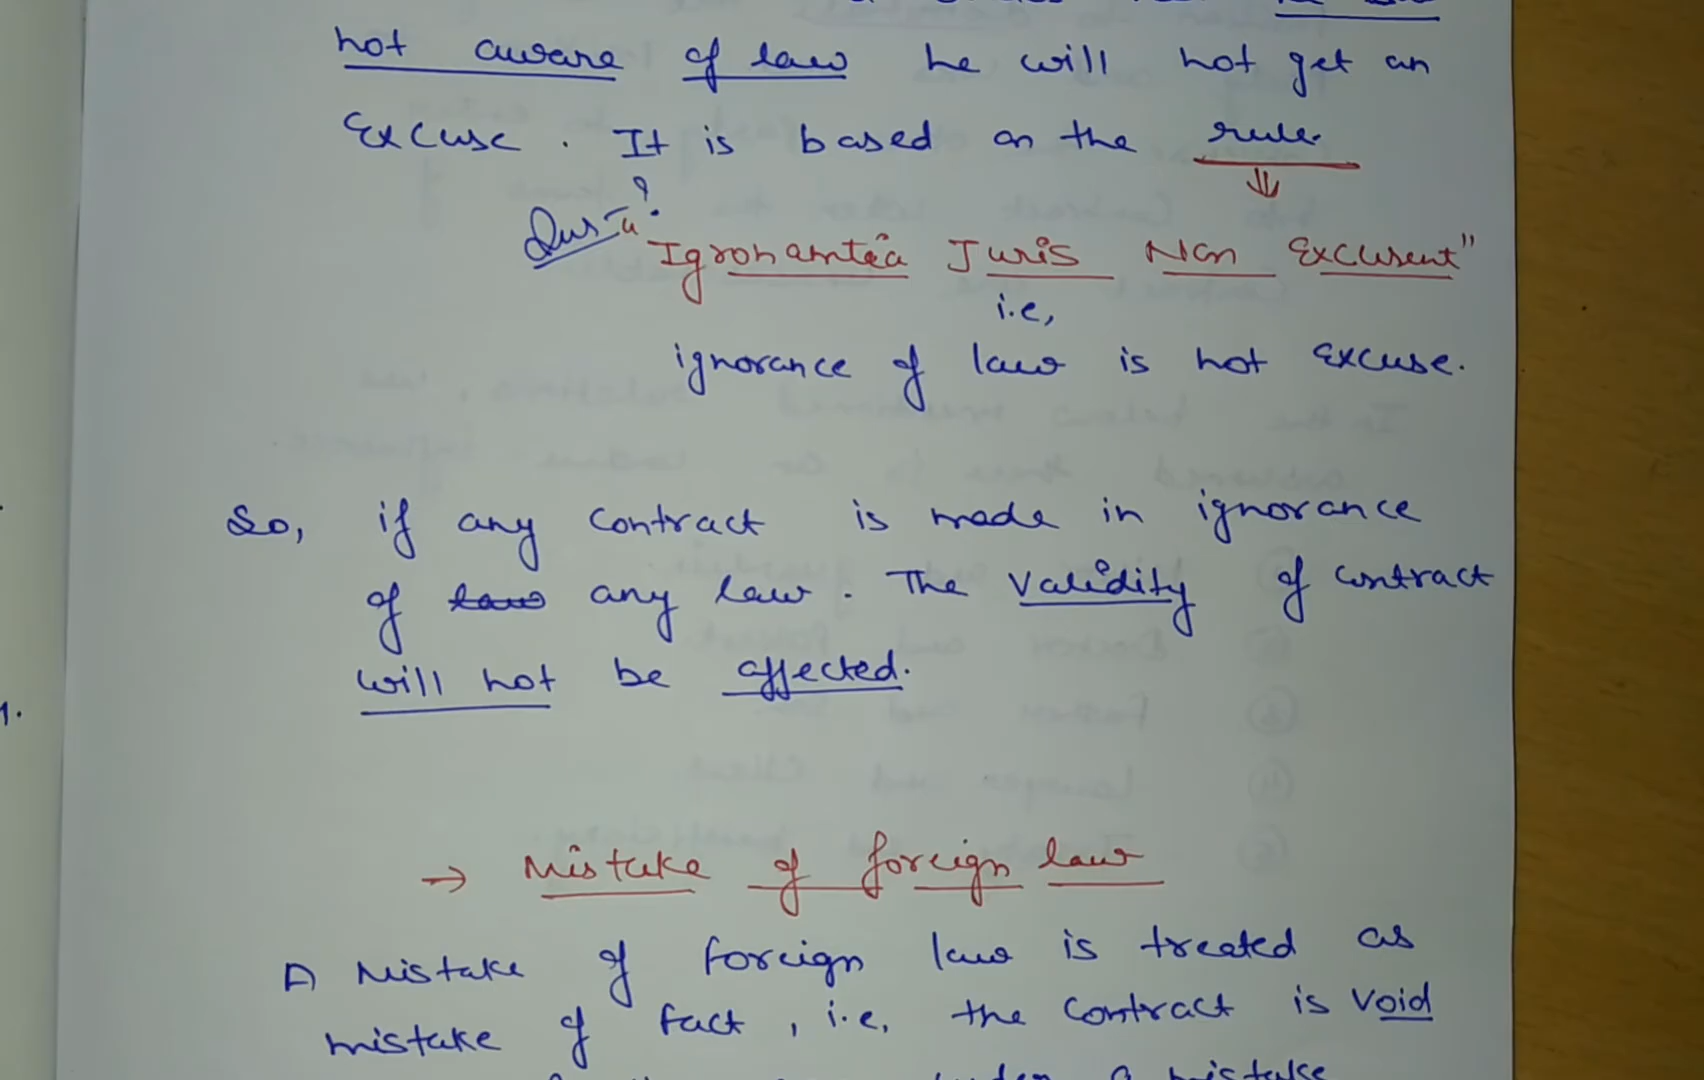 not aware of law he will not get an
Excuse. It is based on the rule
Qus - ?
"Igronamtia Juris Non Excusent"
i.e,
ignorance of law is not excuse.
So, if any contract is made in ignorance
of law any law. The validity of contract
will not be affected.
→ Mistake of foreign law
A Mistake of foreign law is treated as
mistake of fact, i.e, the contract is void
a mistake